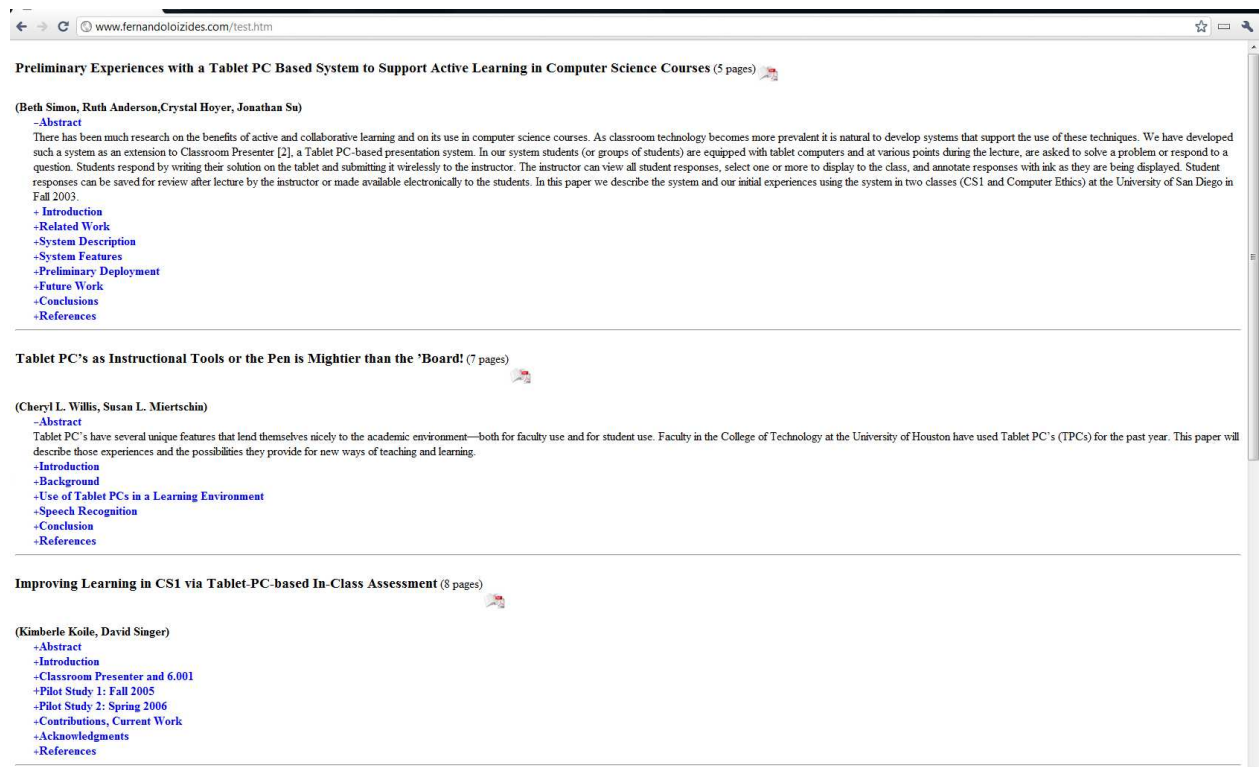 www.fernandoloizides.com/test.htm
Preliminary Experiences with a Tablet PC Based System to Support Active Learning in Computer Science Courses (5 pages)
(Beth Simon, Ruth Anderson,Crystal Hoyer, Jonathan Su)
−Abstract
There has been much research on the benefits of active and collaborative learning and on its use in computer science courses. As classroom technology becomes more prevalent it is natural to develop systems that support the use of these techniques. We have developed
such a system as an extension to Classroom Presenter [2], a Tablet PC-based presentation system. In our system students (or groups of students) are equipped with tablet computers and at various points during the lecture, are asked to solve a problem or respond to a
question. Students respond by writing their solution on the tablet and submitting it wirelessly to the instructor. The instructor can view all student responses, select one or more to display to the class, and annotate responses with ink as they are being displayed. Student
responses can be saved for review after lecture by the instructor or made available electronically to the students. In this paper we describe the system and our initial experiences using the system in two classes (CS1 and Computer Ethics) at the University of San Diego in
Fall 2003.
+ Introduction
+Related Work
+System Description
+System Features
+Preliminary Deployment
+Future Work
+Conclusions
+References
Tablet PC’s as Instructional Tools or the Pen is Mightier than the ’Board! (7 pages)
(Cheryl L. Willis, Susan L. Miertschin)
−Abstract
Tablet PC’s have several unique features that lend themselves nicely to the academic environment—both for faculty use and for student use. Faculty in the College of Technology at the University of Houston have used Tablet PC’s (TPCs) for the past year. This paper will
describe those experiences and the possibilities they provide for new ways of teaching and learning.
+Introduction
+Background
+Use of Tablet PCs in a Learning Environment
+Speech Recognition
+Conclusion
+References
Improving Learning in CS1 via Tablet-PC-based In-Class Assessment (8 pages)
(Kimberle Koile, David Singer)
+Abstract
+Introduction
+Classroom Presenter and 6.001
+Pilot Study 1: Fall 2005
+Pilot Study 2: Spring 2006
+Contributions, Current Work
+Acknowledgments
+References